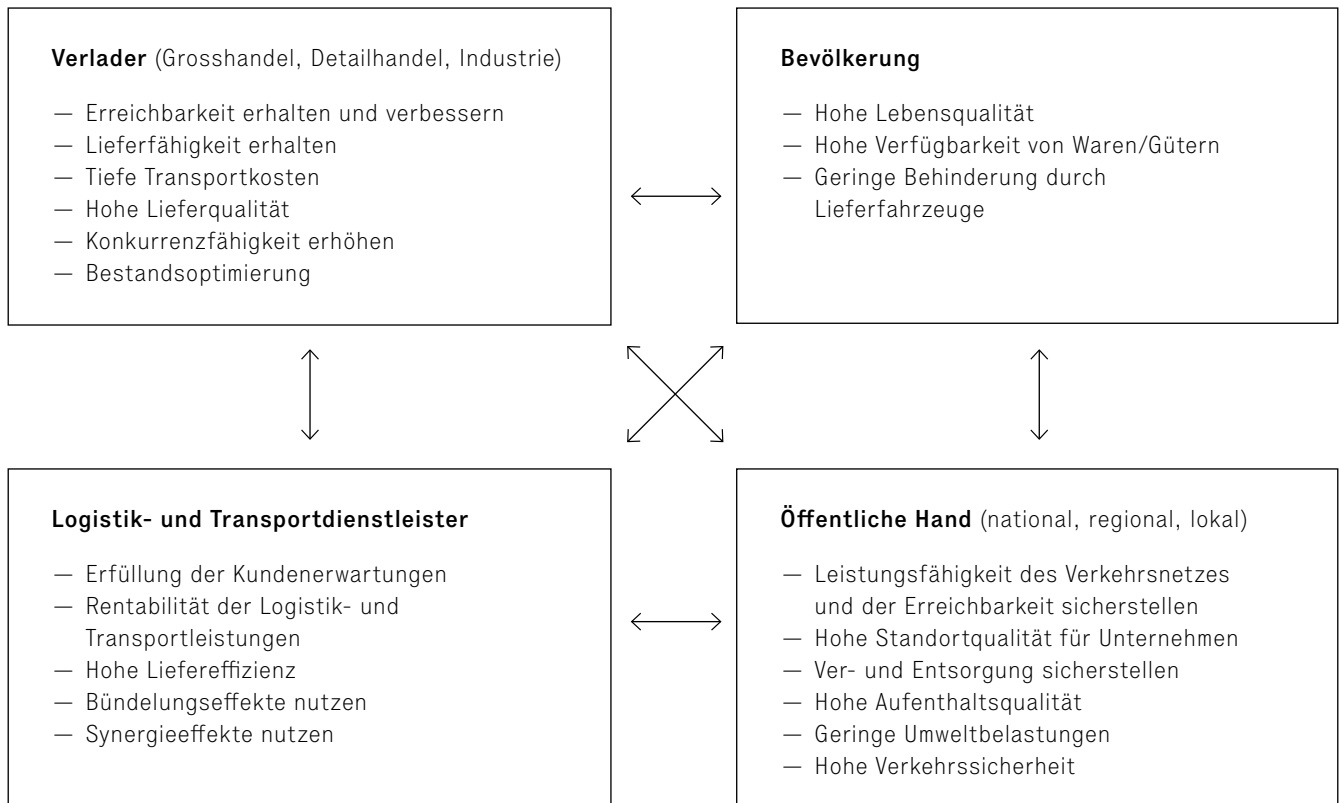 Verlader (Grosshandel, Detailhandel, Industrie)
— Erreichbarkeit erhalten und verbessern
— Lieferfähigkeit erhalten
— Tiefe Transportkosten
— Hohe Lieferqualität
— Konkurrenzfähigkeit erhöhen
— Bestandsoptimierung
Bevölkerung
— Hohe Lebensqualität
— Hohe Verfügbarkeit von Waren/Gütern
— Geringe Behinderung durch
Lieferfahrzeuge
Logistik- und Transportdienstleister
— Erfüllung der Kundenerwartungen
— Rentabilität der Logistik- und
Transportleistungen
— Hohe Liefereffizienz
— Bündelungseffekte nutzen
— Synergieeffekte nutzen
Öffentliche Hand (national, regional, lokal)
— Leistungsfähigkeit des Verkehrsnetzes
und der Erreichbarkeit sicherstellen
— Hohe Standortqualität für Unternehmen
— Ver- und Entsorgung sicherstellen
— Hohe Aufenthaltsqualität
— Geringe Umweltbelastungen
— Hohe Verkehrssicherheit